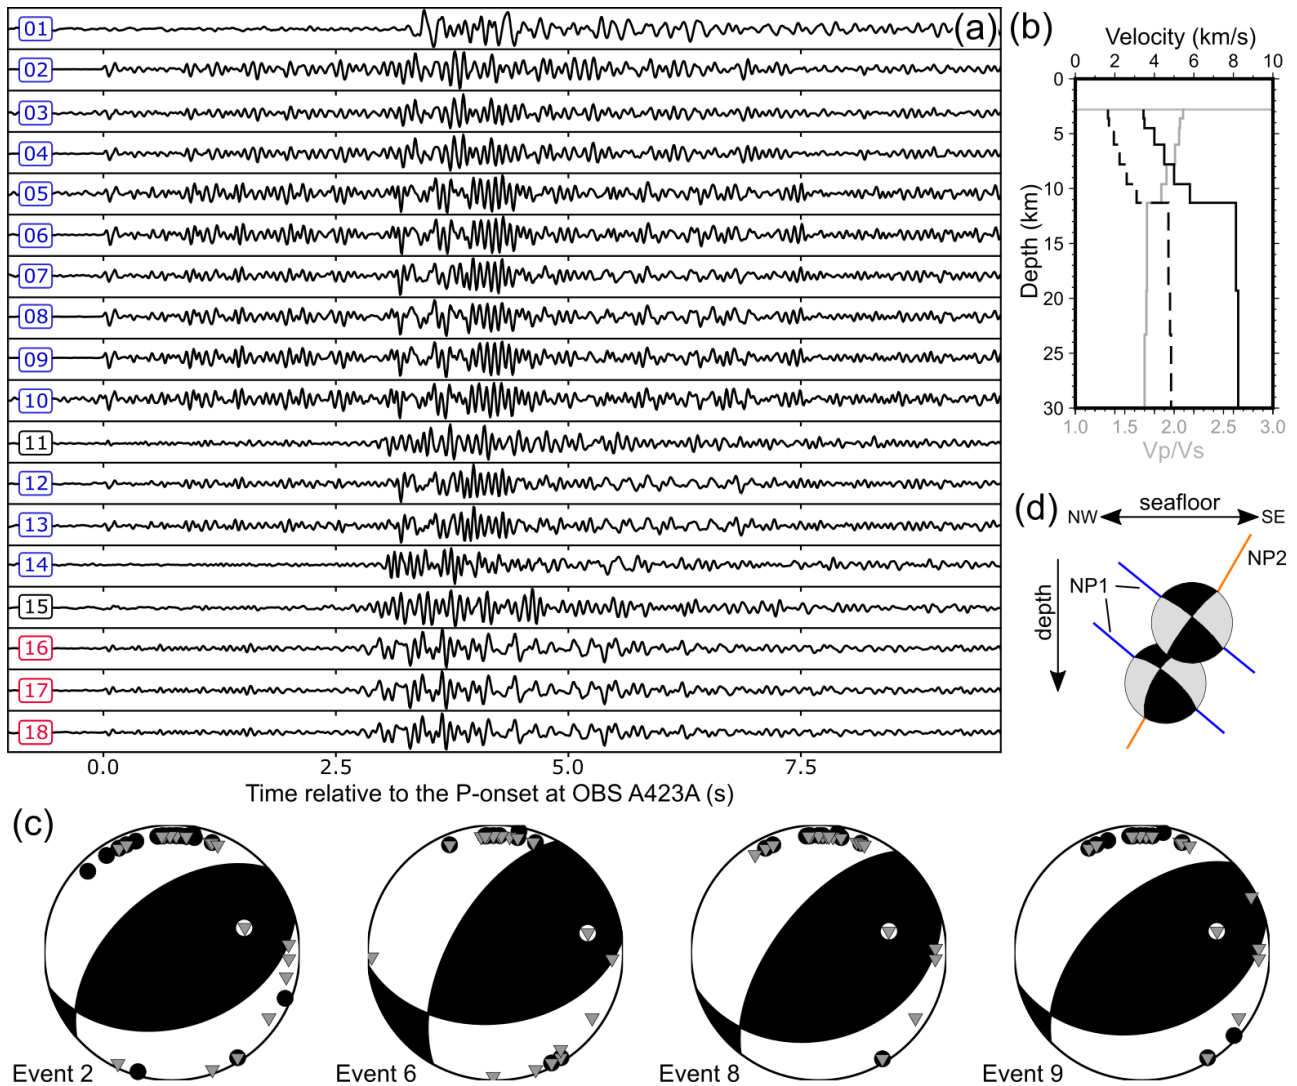 (a)
01
02
03
04
05
06
07
08
09
10
11
12
13
14
15
16
17
18
0.0 2.5 5.0 7.5
Time relative to the P-onset at OBS A423A (s)
(b)
Velocity (km/s)
0 2 4 6 8 10
0
5
10
15
20
25
30
Depth (km)
1.0 1.5 2.0 2.5 3.0
Vp/Vs
(d)
seafloor
NW SE
NP2
NP1
depth
(c)
Event 2 Event 6 Event 8 Event 9